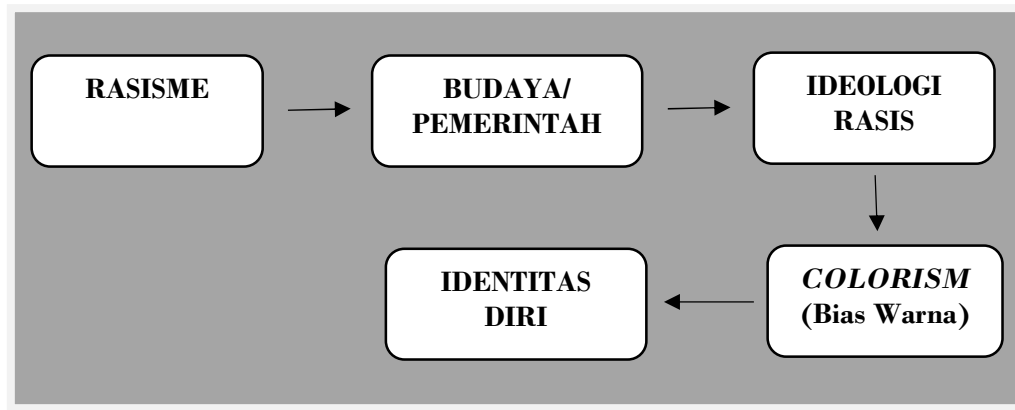 RASISME
BUDAYA/
PEMERINTAH
IDEOLOGI
RASIS
COLORISM
(Bias Warna)
IDENTITAS
DIRI